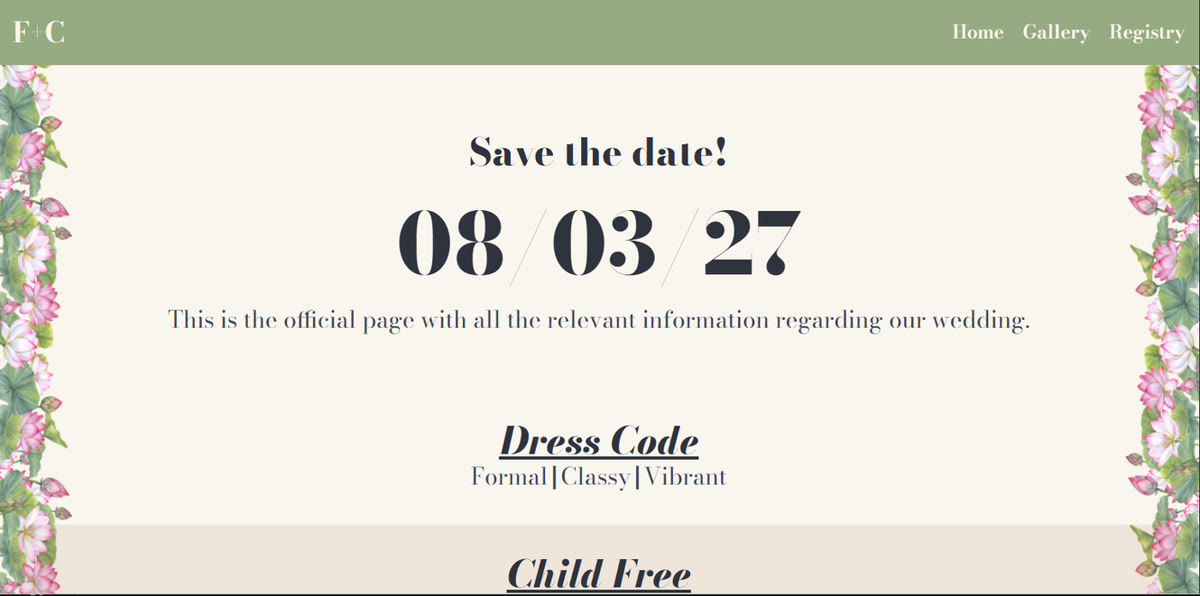 F+C
Home Gallery Registry
Save the date!
08/03/27
This is the official page with all the relevant information regarding our wedding.
Dress Code
Formal|Classy|Vibrant
Child Free